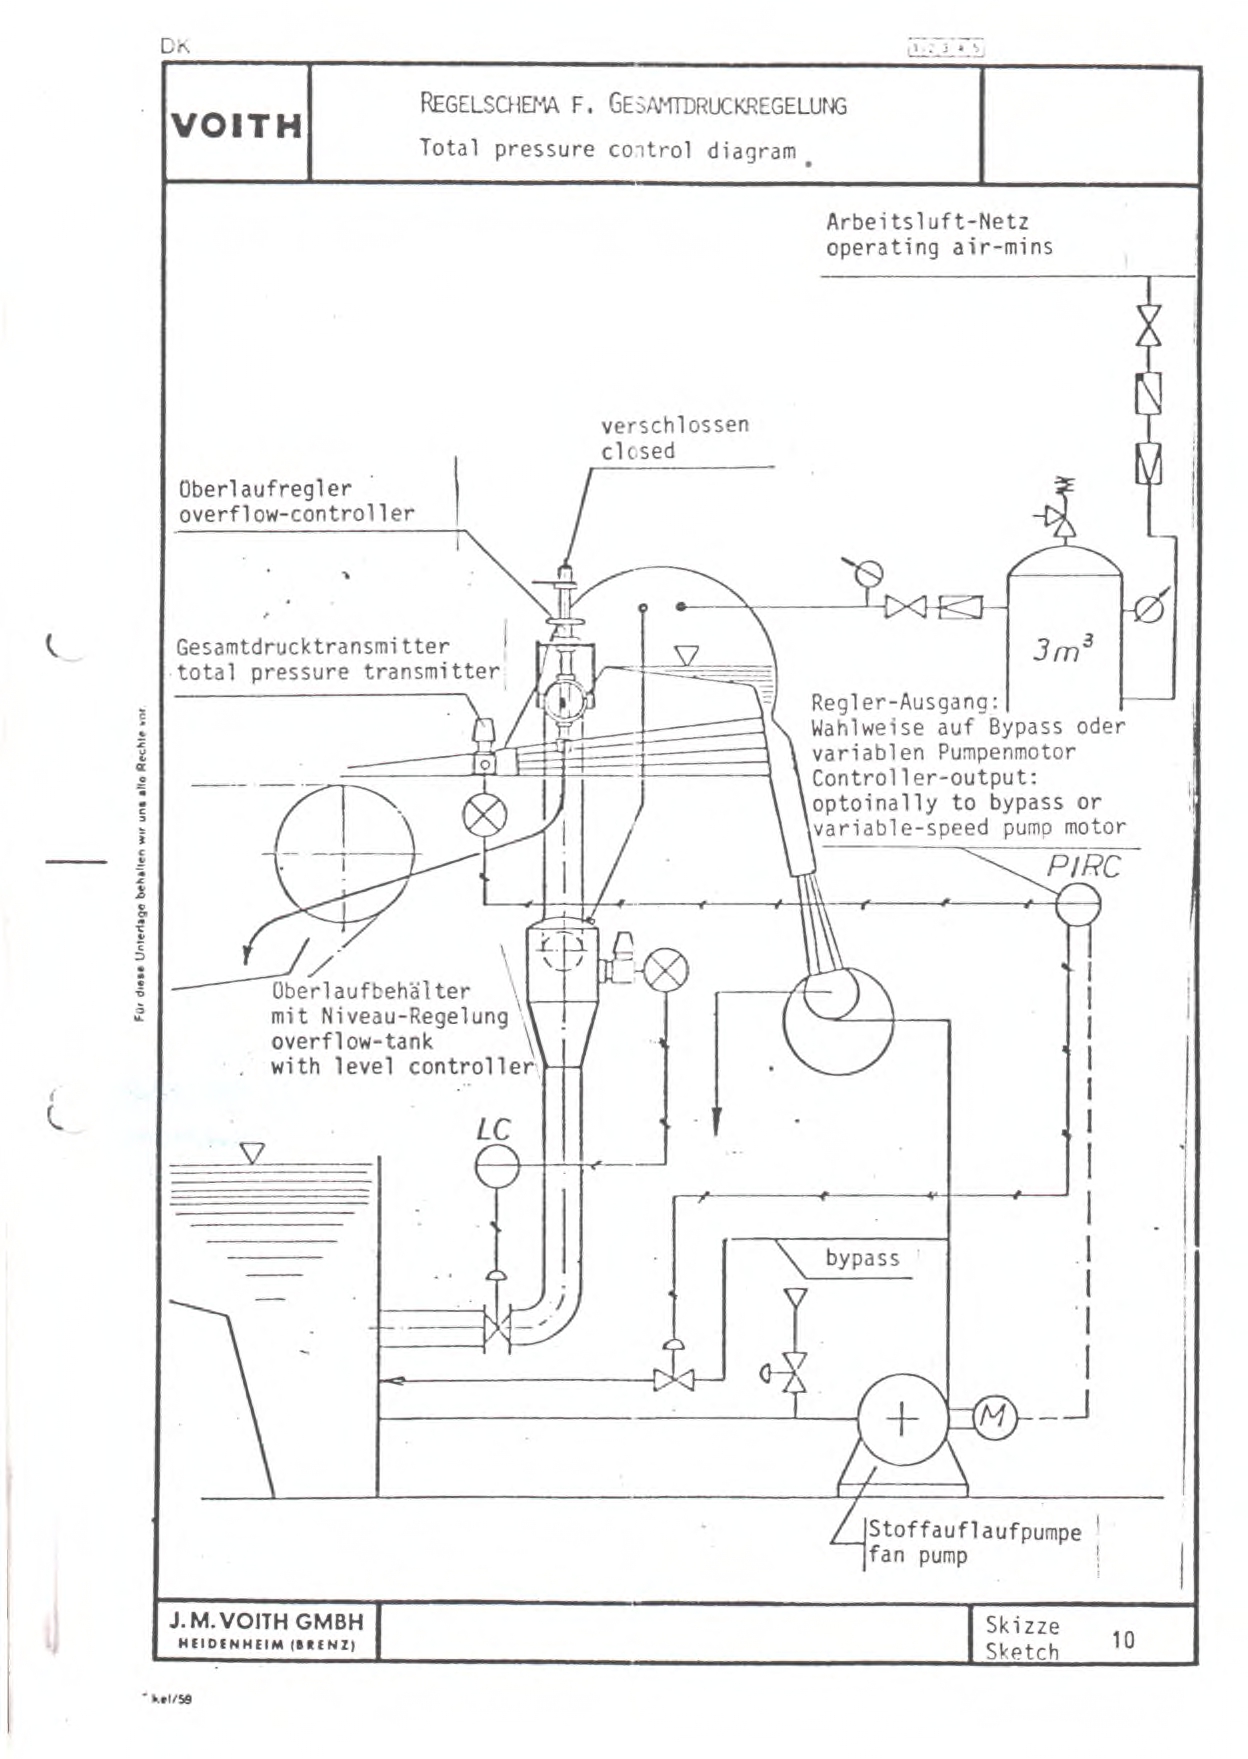 DK
1 2 3 4 5
VOITH
REGELSCHEMA F. GESAMTDRUCKREGELUNG
Total pressure control diagram
Arbeitsluft-Netz
operating air-mins
verschlossen
closed
Überlaufregler
overflow-controller
3m³
Gesamtdrucktransmitter
total pressure transmitter
Regler-Ausgang:
Wahlweise auf Bypass oder
variablen Pumpenmotor
Controller-output:
optoinally to bypass or
variable-speed pump motor
PIRC
Für diese Unterlage behalten wir uns alle Rechte vor.
Überlaufbehälter
mit Niveau-Regelung
overflow-tank
with level controller
LC
bypass
M
Stoffauflaufpumpe
fan pump
J. M. VOITH GMBH
HEIDENHEIM (BRENZ)
Skizze
Sketch
10
kel/59